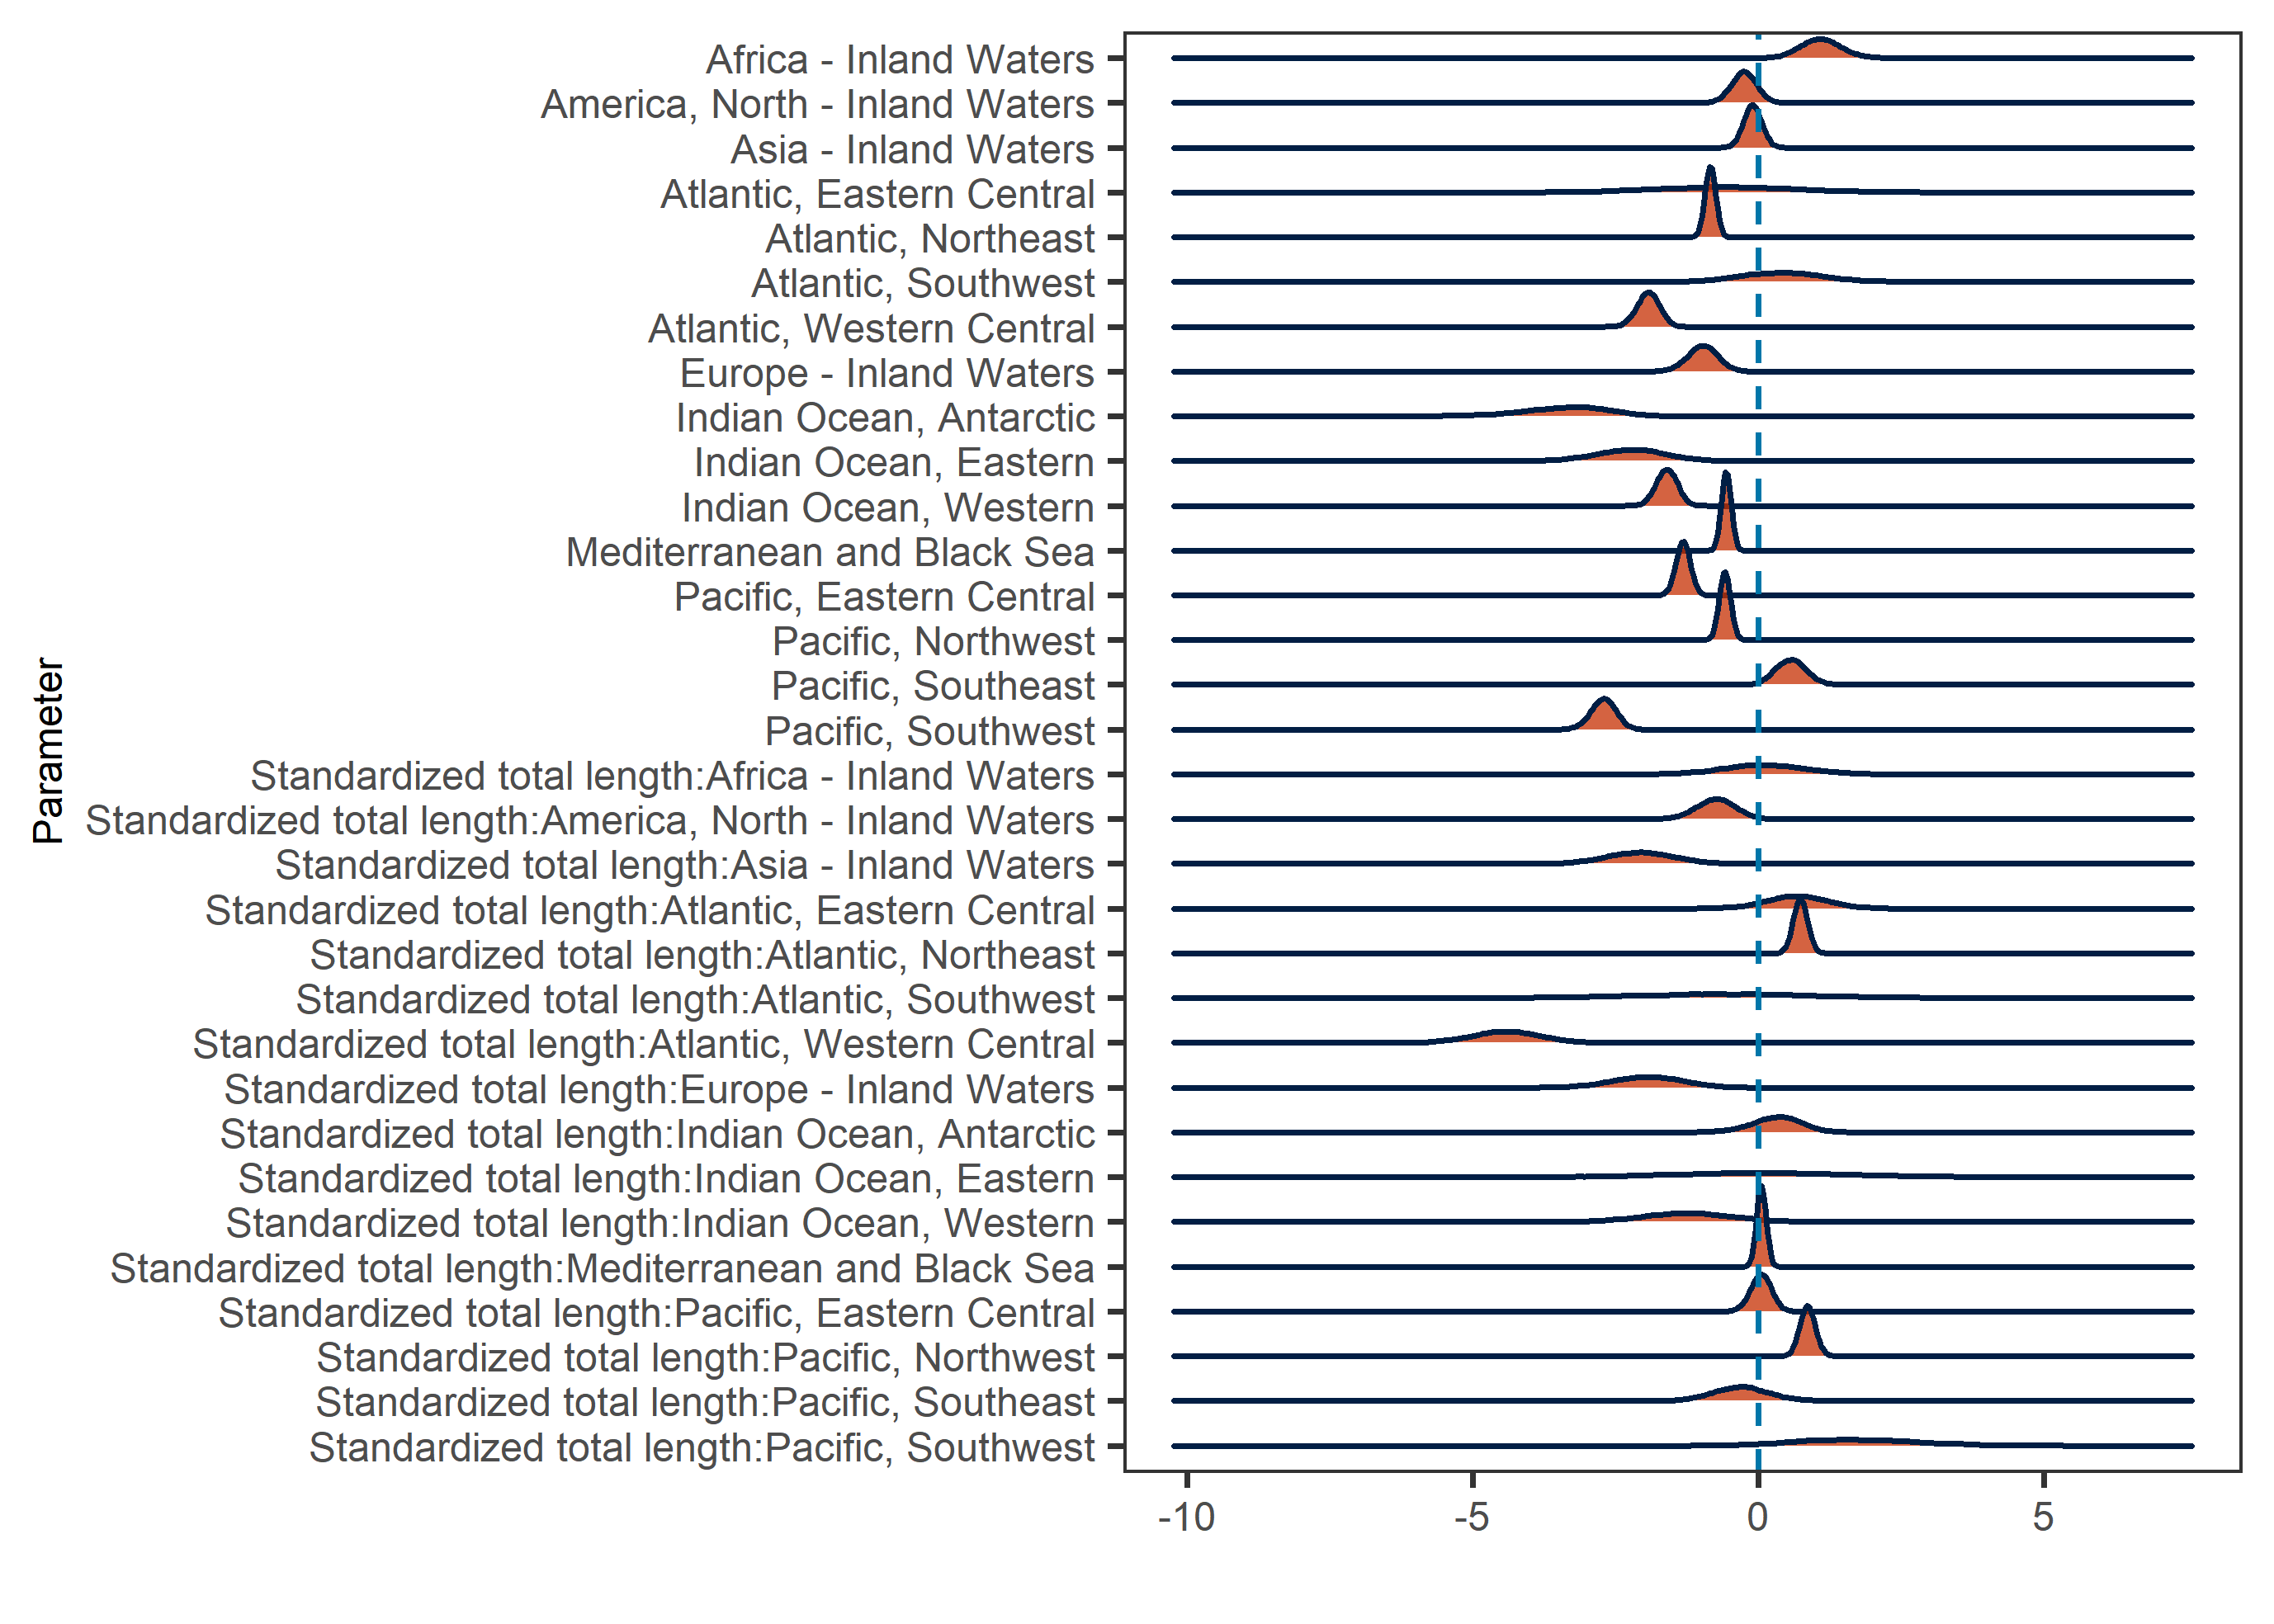 Parameter
Africa - Inland Waters
America, North - Inland Waters
Asia - Inland Waters
Atlantic, Eastern Central
Atlantic, Northeast
Atlantic, Southwest
Atlantic, Western Central
Europe - Inland Waters
Indian Ocean, Antarctic
Indian Ocean, Eastern
Indian Ocean, Western
Mediterranean and Black Sea
Pacific, Eastern Central
Pacific, Northwest
Pacific, Southeast
Pacific, Southwest
Standardized total length:Africa - Inland Waters
Standardized total length:America, North - Inland Waters
Standardized total length:Asia - Inland Waters
Standardized total length:Atlantic, Eastern Central
Standardized total length:Atlantic, Northeast
Standardized total length:Atlantic, Southwest
Standardized total length:Atlantic, Western Central
Standardized total length:Europe - Inland Waters
Standardized total length:Indian Ocean, Antarctic
Standardized total length:Indian Ocean, Eastern
Standardized total length:Indian Ocean, Western
Standardized total length:Mediterranean and Black Sea
Standardized total length:Pacific, Eastern Central
Standardized total length:Pacific, Northwest
Standardized total length:Pacific, Southeast
Standardized total length:Pacific, Southwest
-10 -5 0 5